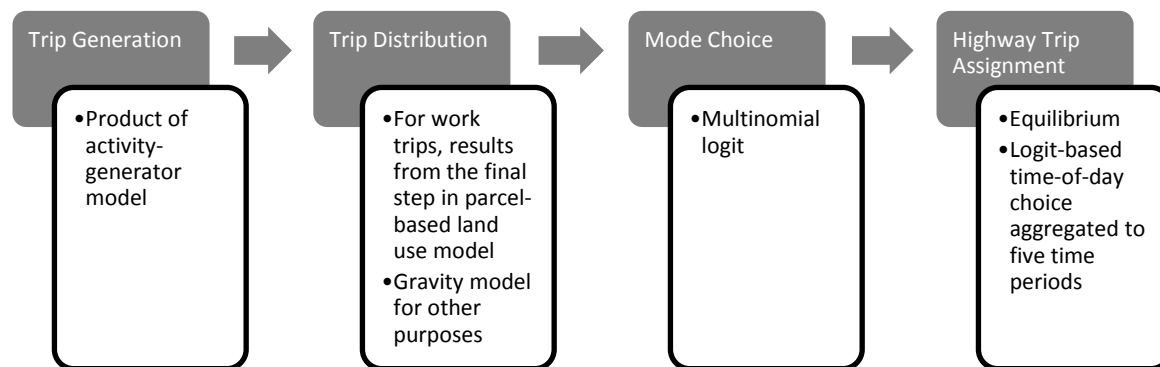 Trip Generation
•Product of
activity-
generator
model
Trip Distribution
•For work
trips, results
from the final
step in parcel-
based land
use model
•Gravity model
for other
purposes
Mode Choice
•Multinomial
logit
Highway Trip
Assignment
•Equilibrium
•Logit-based
time-of-day
choice
aggregated to
five time
periods